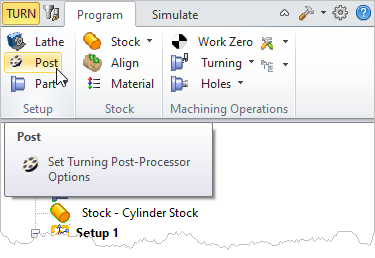 TURN Program Simulate
Lathe Stock Work Zero
Post Align Turning
Part Material Holes
Setup Stock Machining Operations
Post
Set Turning Post-Processor
Options
Stock - Cylinder Stock
Setup 1